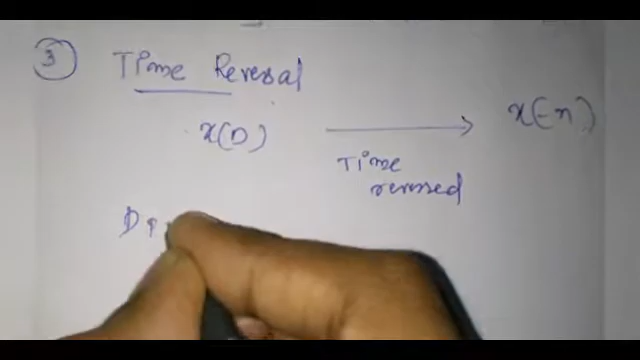 3 Time Reversal
x(n) → x(-n)
Time
reversed